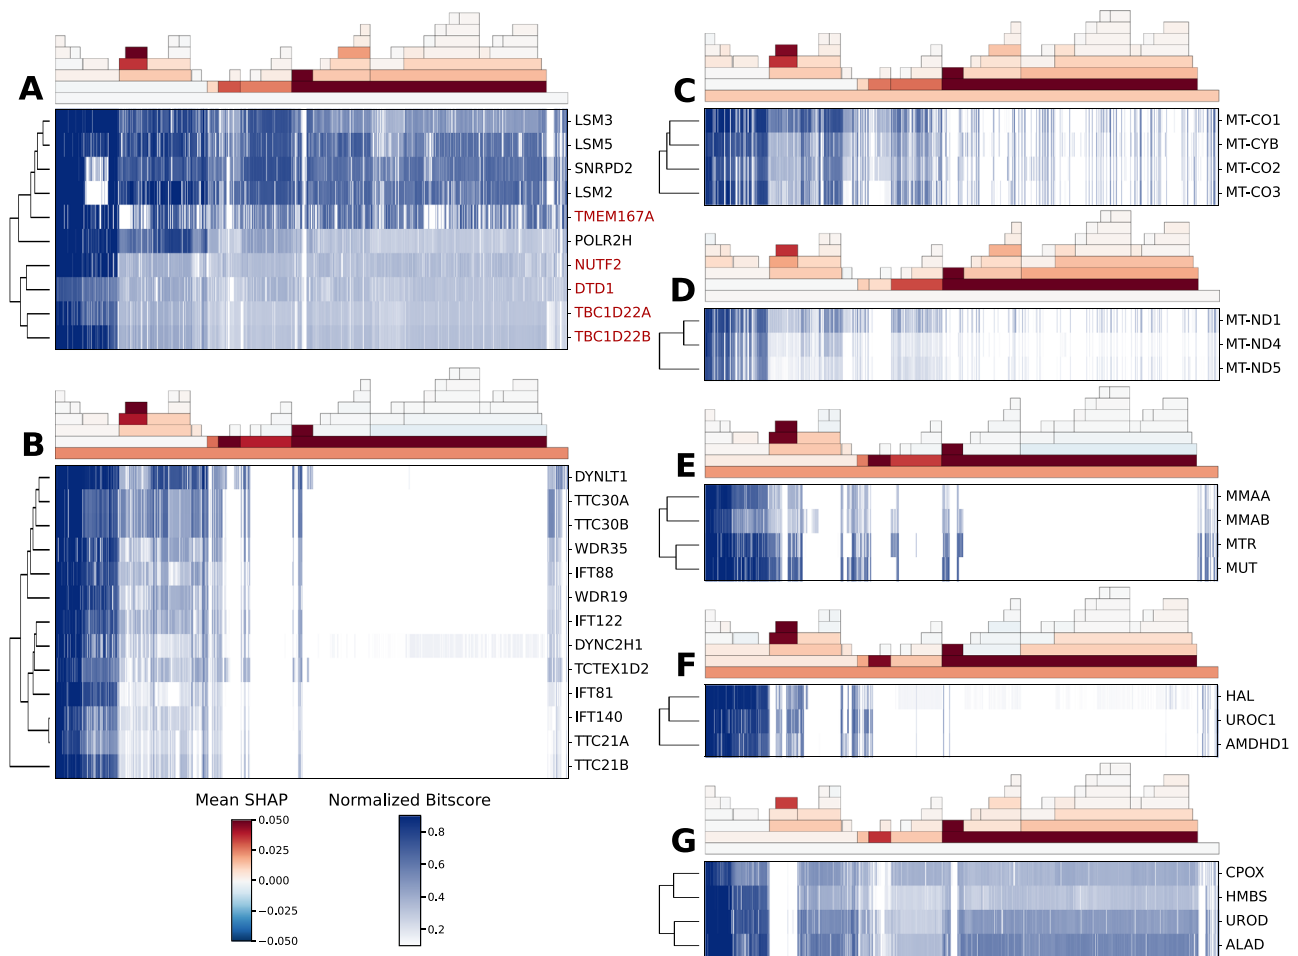 A
LSM3
LSM5
SNRPD2
LSM2
TMEM167A
POLR2H
NUTF2
DTD1
TBC1D22A
TBC1D22B
B
DYNLT1
TTC30A
TTC30B
WDR35
IFT88
WDR19
IFT122
DYNC2H1
TCTEX1D2
IFT81
IFT140
TTC21A
TTC21B
Mean SHAP
0.050
0.025
0.000
−0.025
−0.050
Normalized Bitscore
0.8
0.6
0.4
0.2
C
MT-CO1
MT-CYB
MT-CO2
MT-CO3
D
MT-ND1
MT-ND4
MT-ND5
E
MMAA
MMAB
MTR
MUT
F
HAL
UROC1
AMDHD1
G
CPOX
HMBS
UROD
ALAD